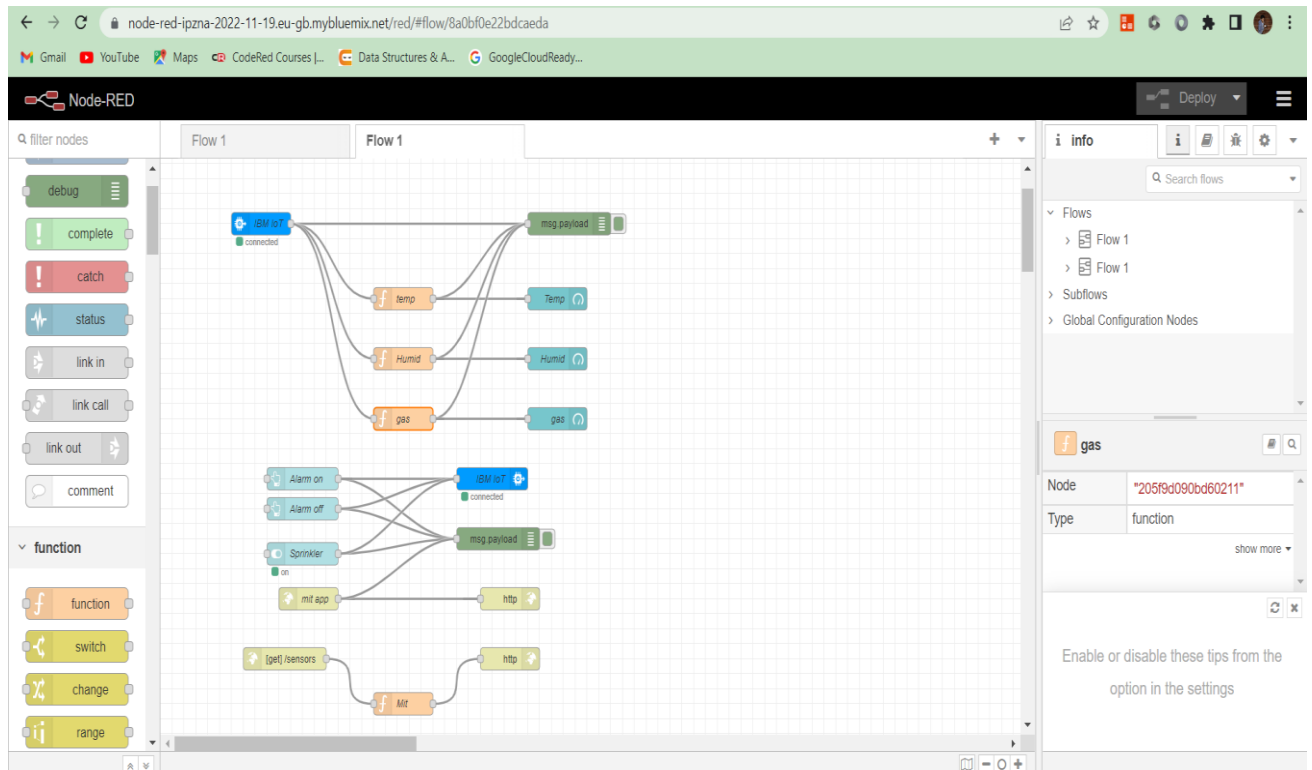 node-red-ipzna-2022-11-19.eu-gb.mybluemix.net/red/#flow/8a0bf0e22bdcaeda
Gmail YouTube Maps CodeRed Courses |... Data Structures & A... GoogleCloudReady...
Node-RED Deploy
filter nodes Flow 1 Flow 1 i info
debug
complete
catch
status
link in
link call
link out
comment
function
function
switch
change
range
IBM IoT
connected
msg.payload
temp
Temp
Humid
Humid
gas
gas
Alarm on
IBM IoT
connected
Alarm off
msg.payload
Sprinkler
on
mit app
http
[get] /sensors
http
Mit
Search flows
Flows
Flow 1
Flow 1
Subflows
Global Configuration Nodes
gas
Node "205f9d090bd60211"
Type function
show more
Enable or disable these tips from the
option in the settings